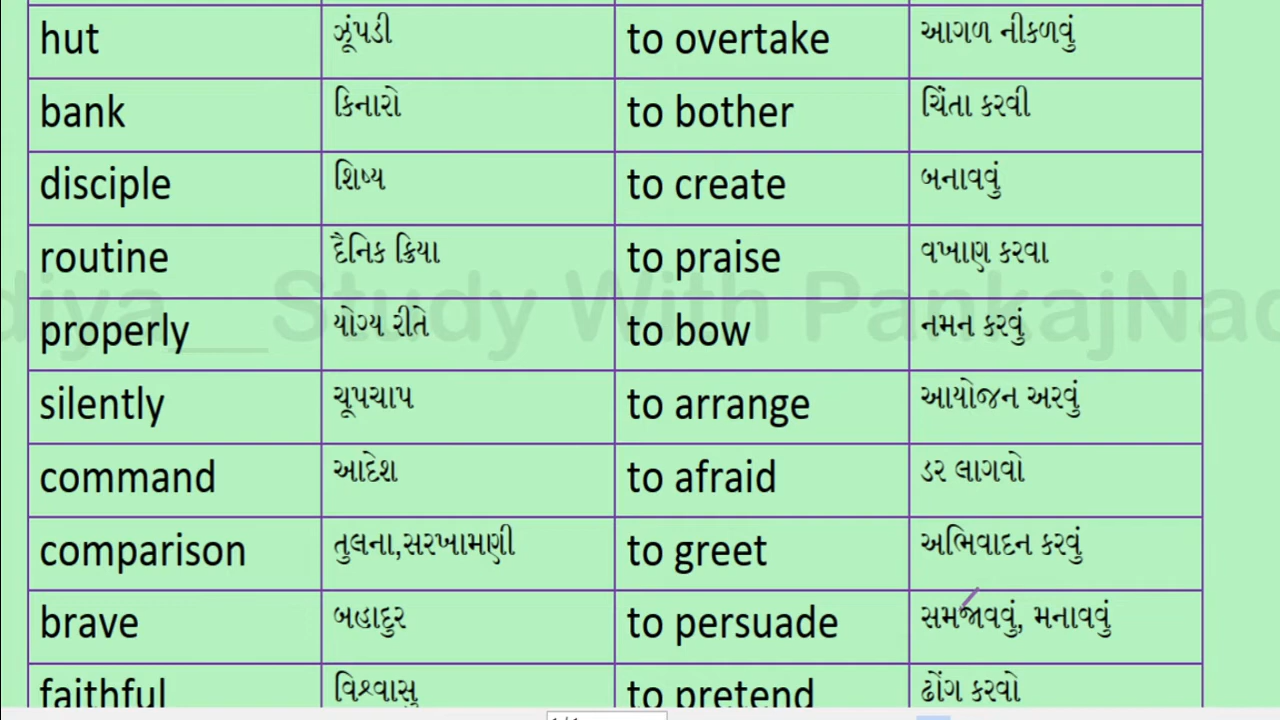 hut ઝૂંપડી to overtake આગળ નીકળવું
bank કિનારો to bother ચિંતા કરવી
disciple શિષ્ય to create બનાવવું
routine દૈનિક ક્રિયા to praise વખાણ કરવા
diya__Study With PankajNac
properly યોગ્ય રીતે to bow નમન કરવું
silently ચૂપચાપ to arrange આયોજન અરવું
command આદેશ to afraid ડર લાગવો
comparison તુલના,સરખામણી to greet અભિવાદન કરવું
brave બહાદુર to persuade સમજાવવું, મનાવવું
faithful વિશ્વાસુ to pretend ઢોંગ કરવો